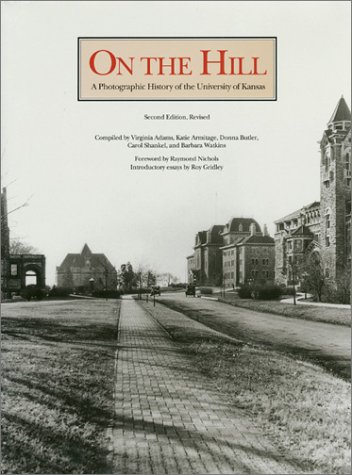 ON THE HILL
A Photographic History of the University of Kansas
Second Edition, Revised
Compiled by Virginia Adams, Katie Armitage, Donna Butler,
Carol Shankel, and Barbara Watkins
Foreword by Raymond Nichols
Introductory essays by Roy Gridley